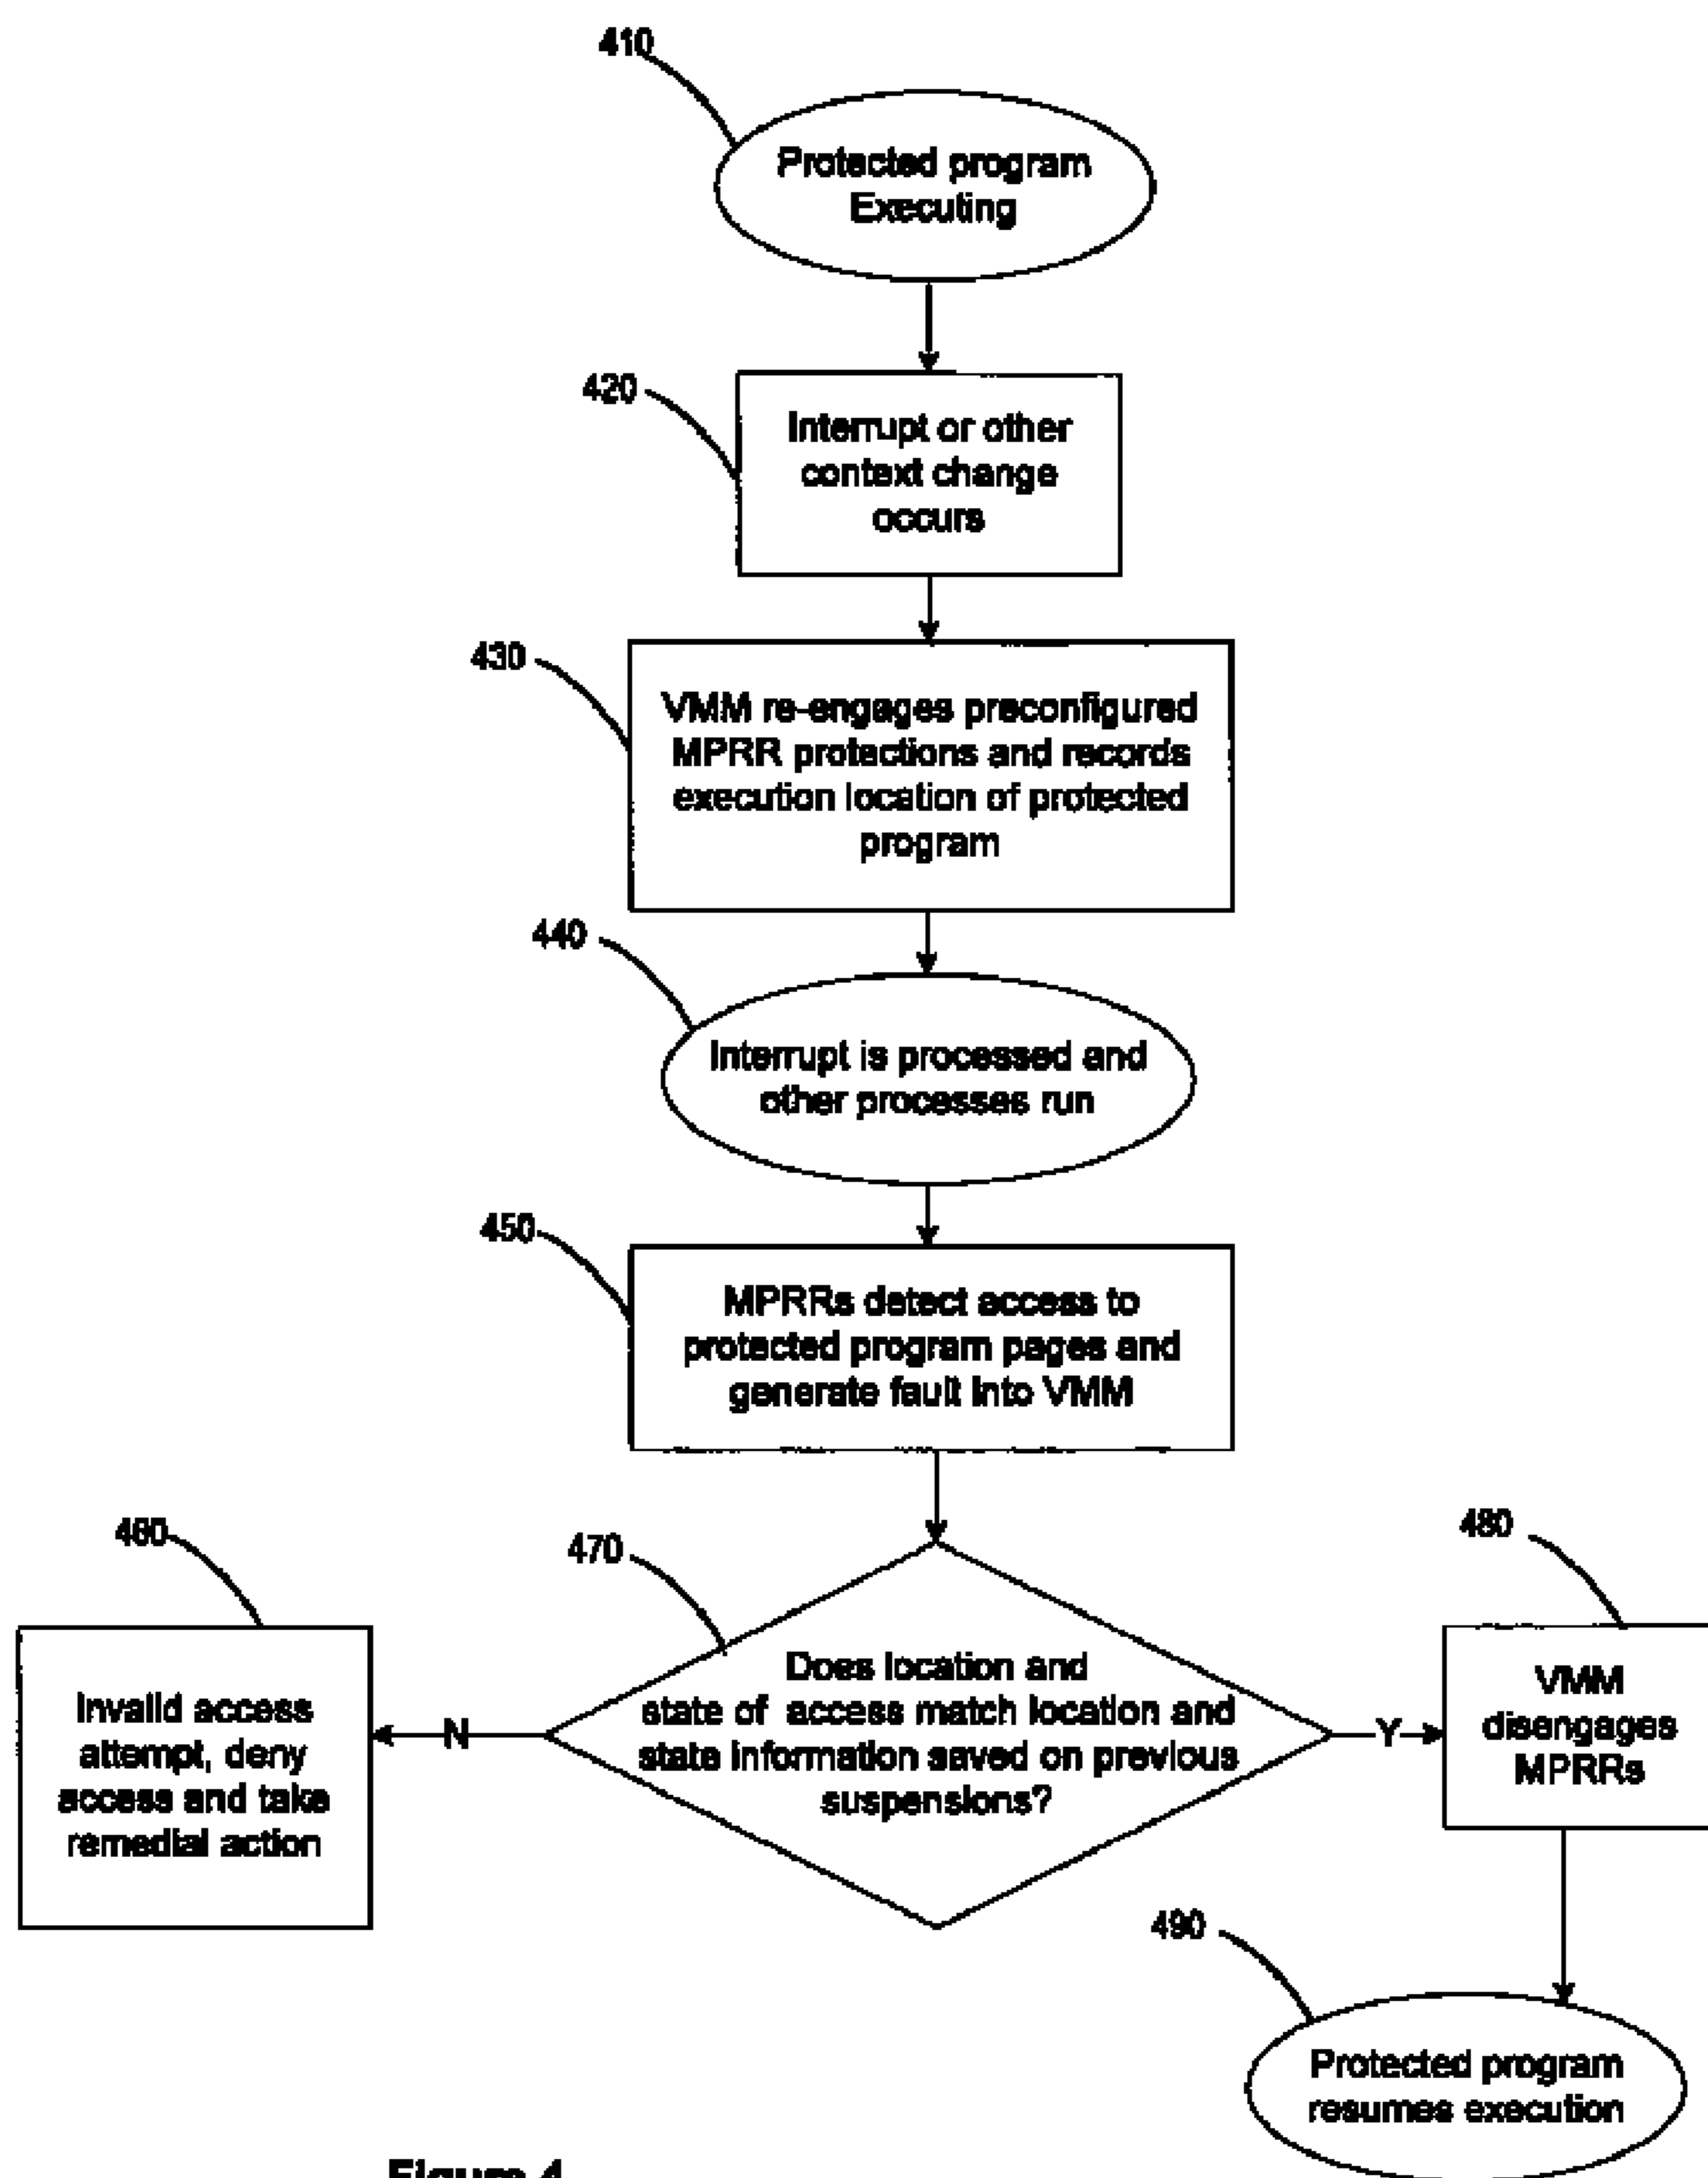 410
Protected program
Executing
420
Interrupt or other
context change
occurs
430
VMM re-engages preconfigured
MPRR protections and records
execution location of protected
program
440
Interrupt is processed and
other processes run
450
MPRRs detect access to
protected program pages and
generate fault into VMM
460
470
480
Does location and
state of access match location and
state information saved on previous
suspensions?
N
Y
Invalid access
attempt, deny
access and take
remedial action
VMM
disengages
MPRRs
490
Protected program
resumes execution
Figure 4